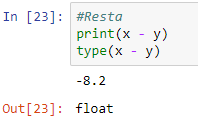 In [23]: #Resta
print(x - y)
type(x - y)
-8.2
Out[23]: float